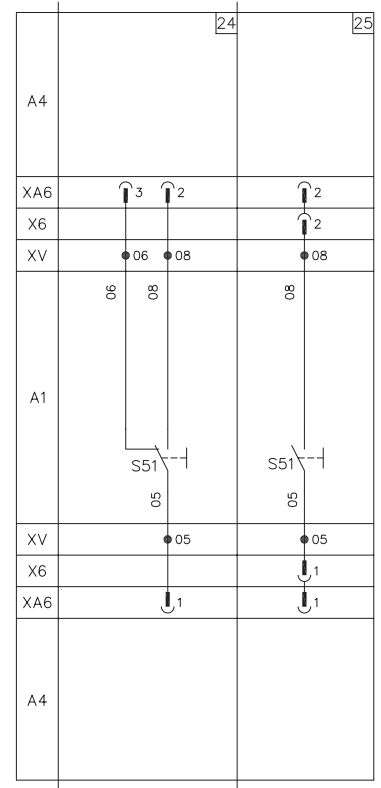 24 25
A4
XA6 3 2 2
X6 2
XV 06 08 08
06 08 08
A1
S51 S51
05 05
XV 05 05
X6 1
XA6 1 1
A4